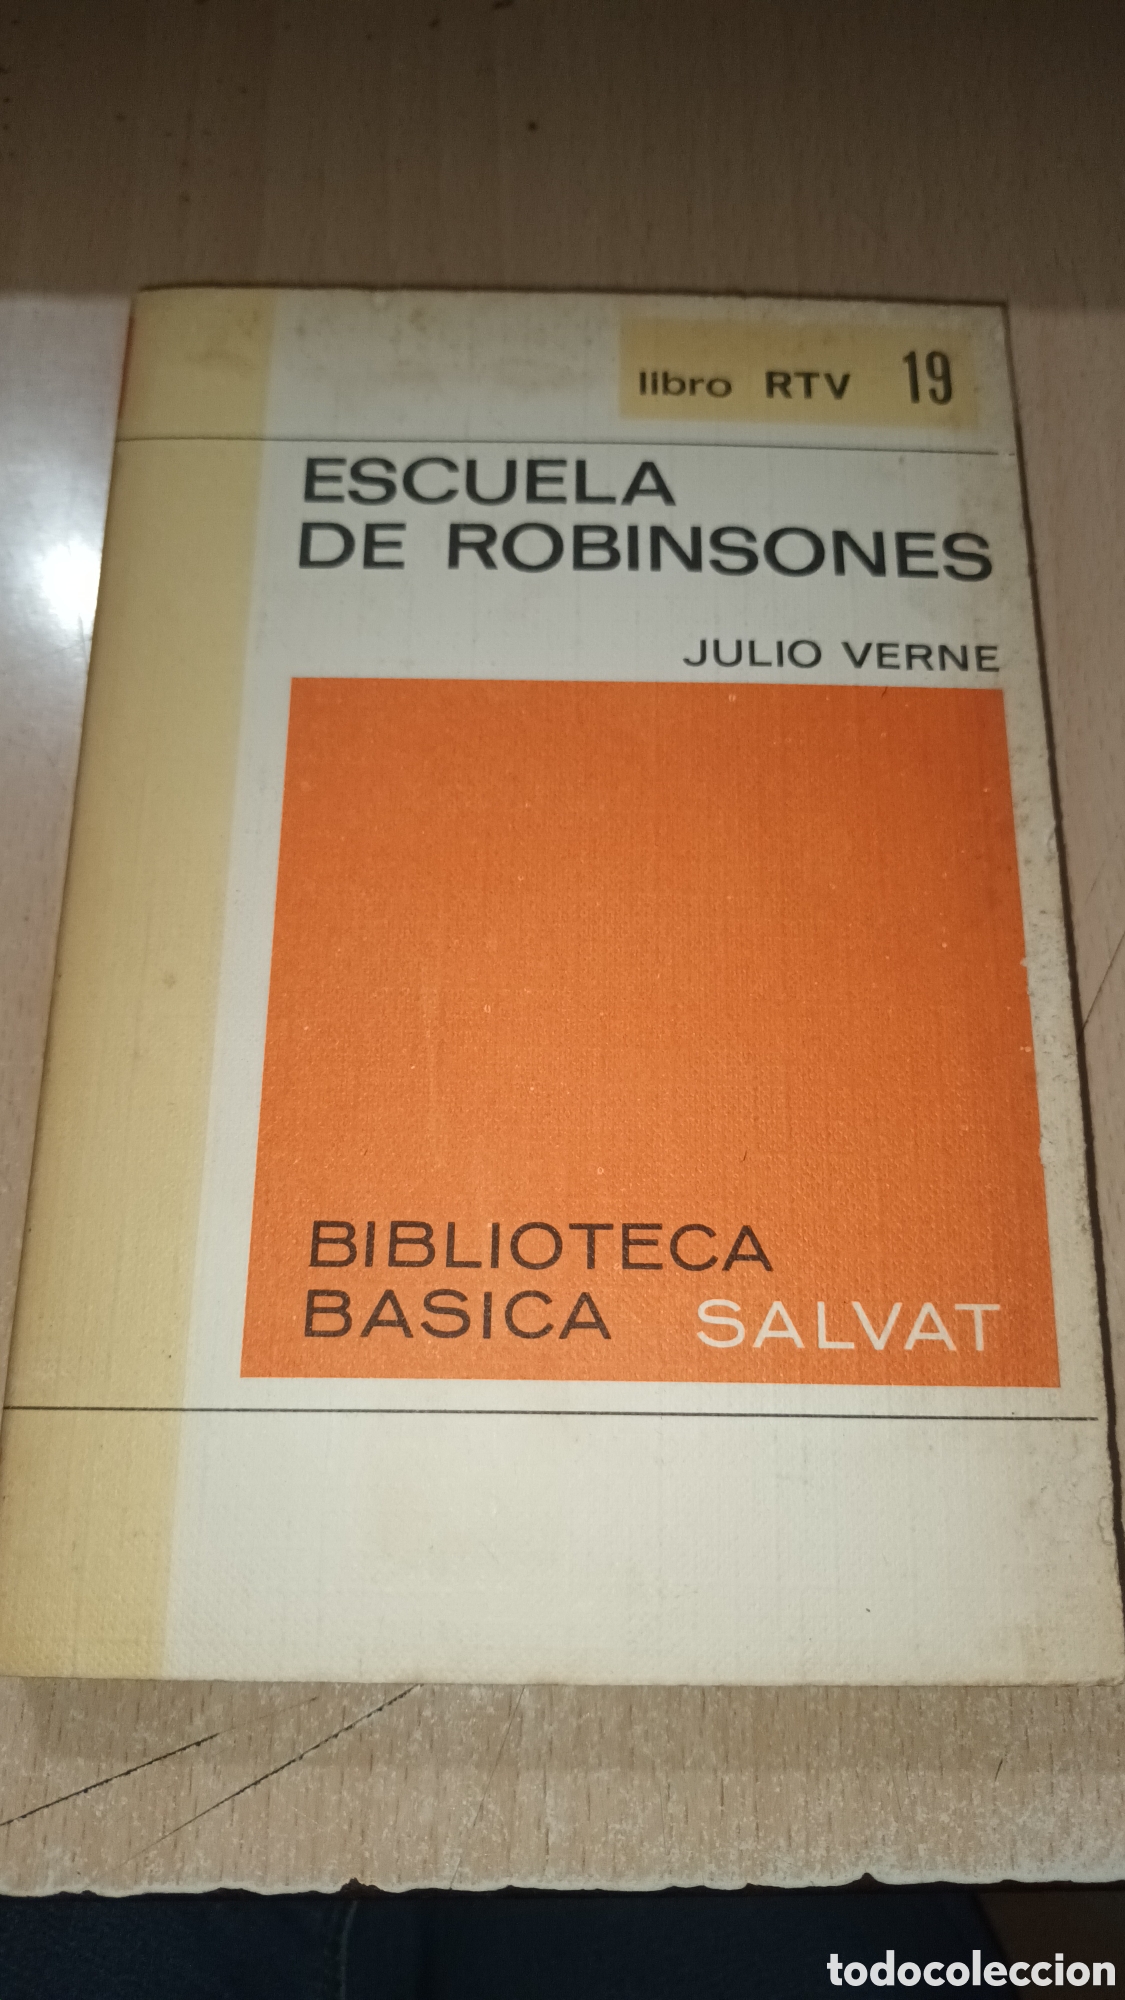 libro RTV 19
ESCUELA
DE ROBINSONES
JULIO VERNE
BIBLIOTECA
BASICA SALVAT
todocoleccion